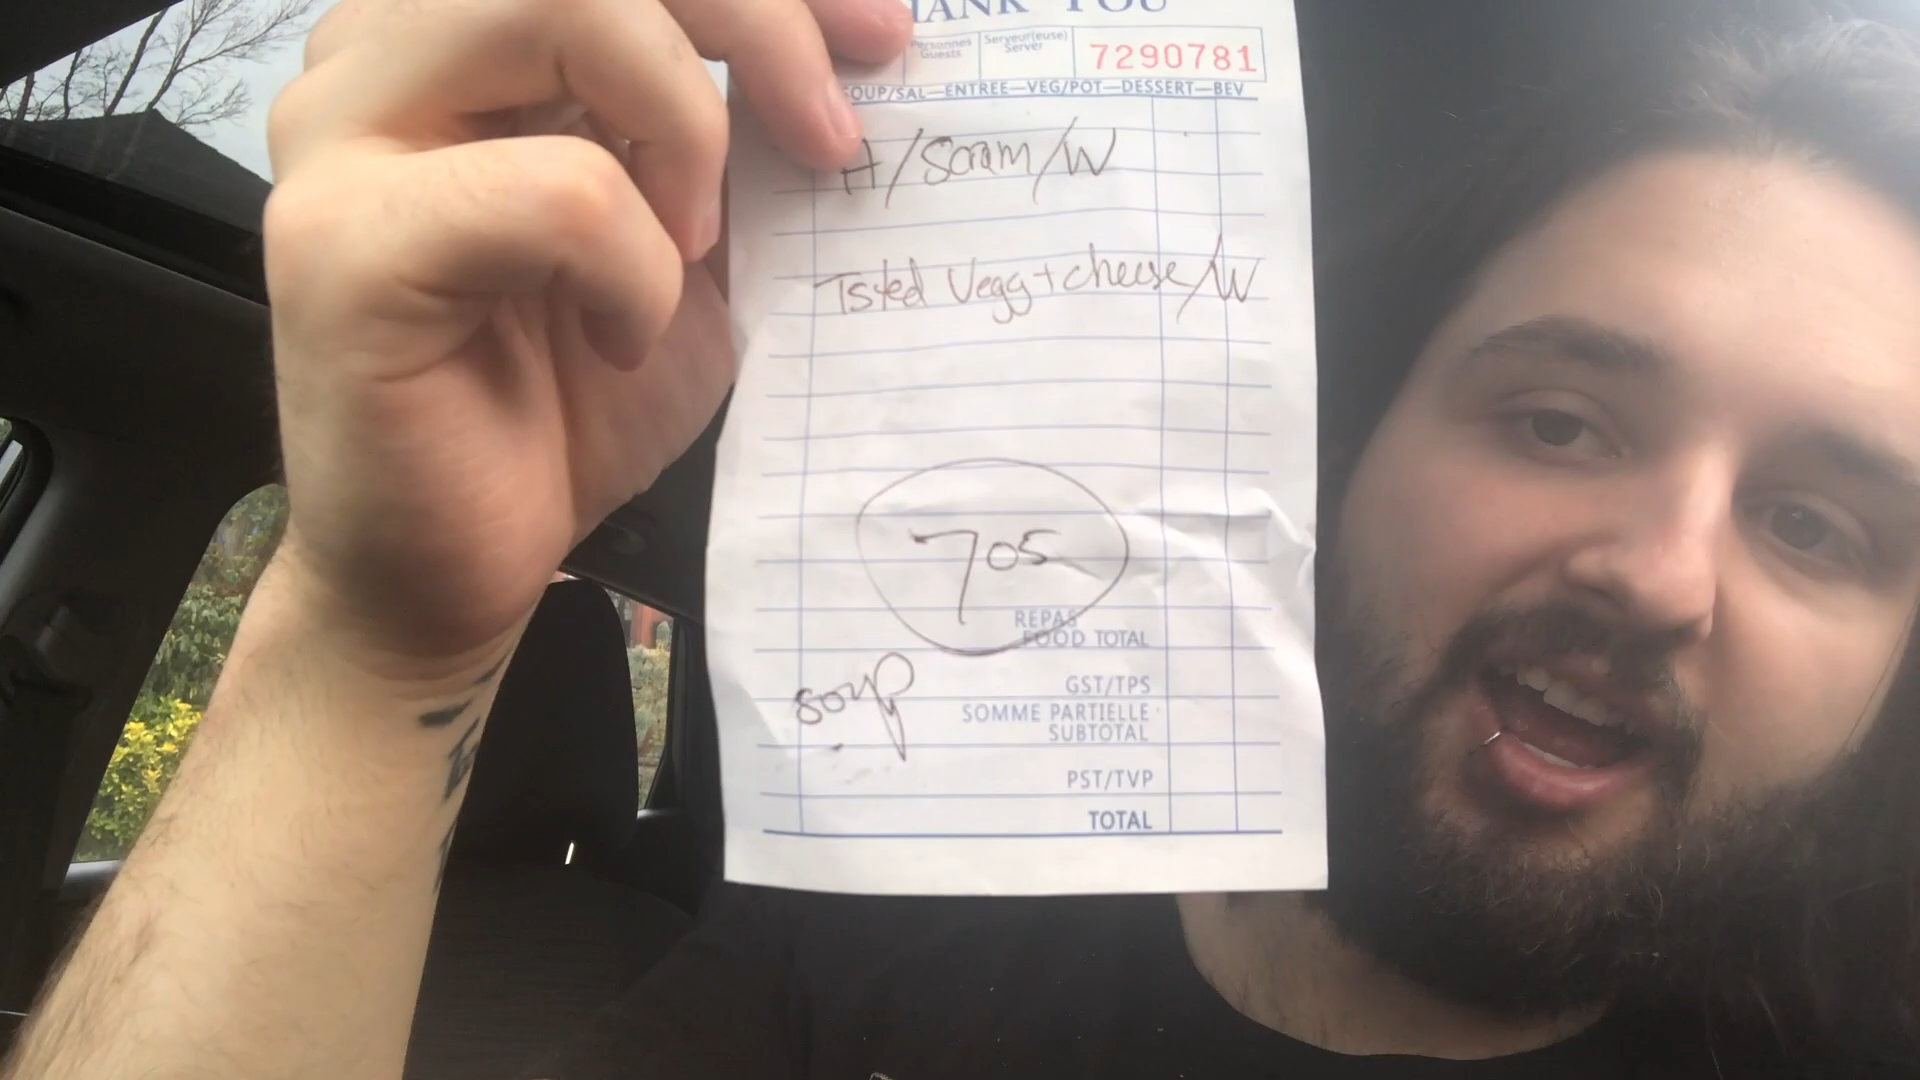 THANK YOU
Personnes Guests
Serveur(euse) Server
7290781
SOUP/SAL—ENTREE—VEG/POT—DESSERT—BEV
H/Scram/W
Tsted Vegg+cheese/W
705
REPAS
FOOD TOTAL
soup
GST/TPS
SOMME PARTIELLE
SUBTOTAL
PST/TVP
TOTAL